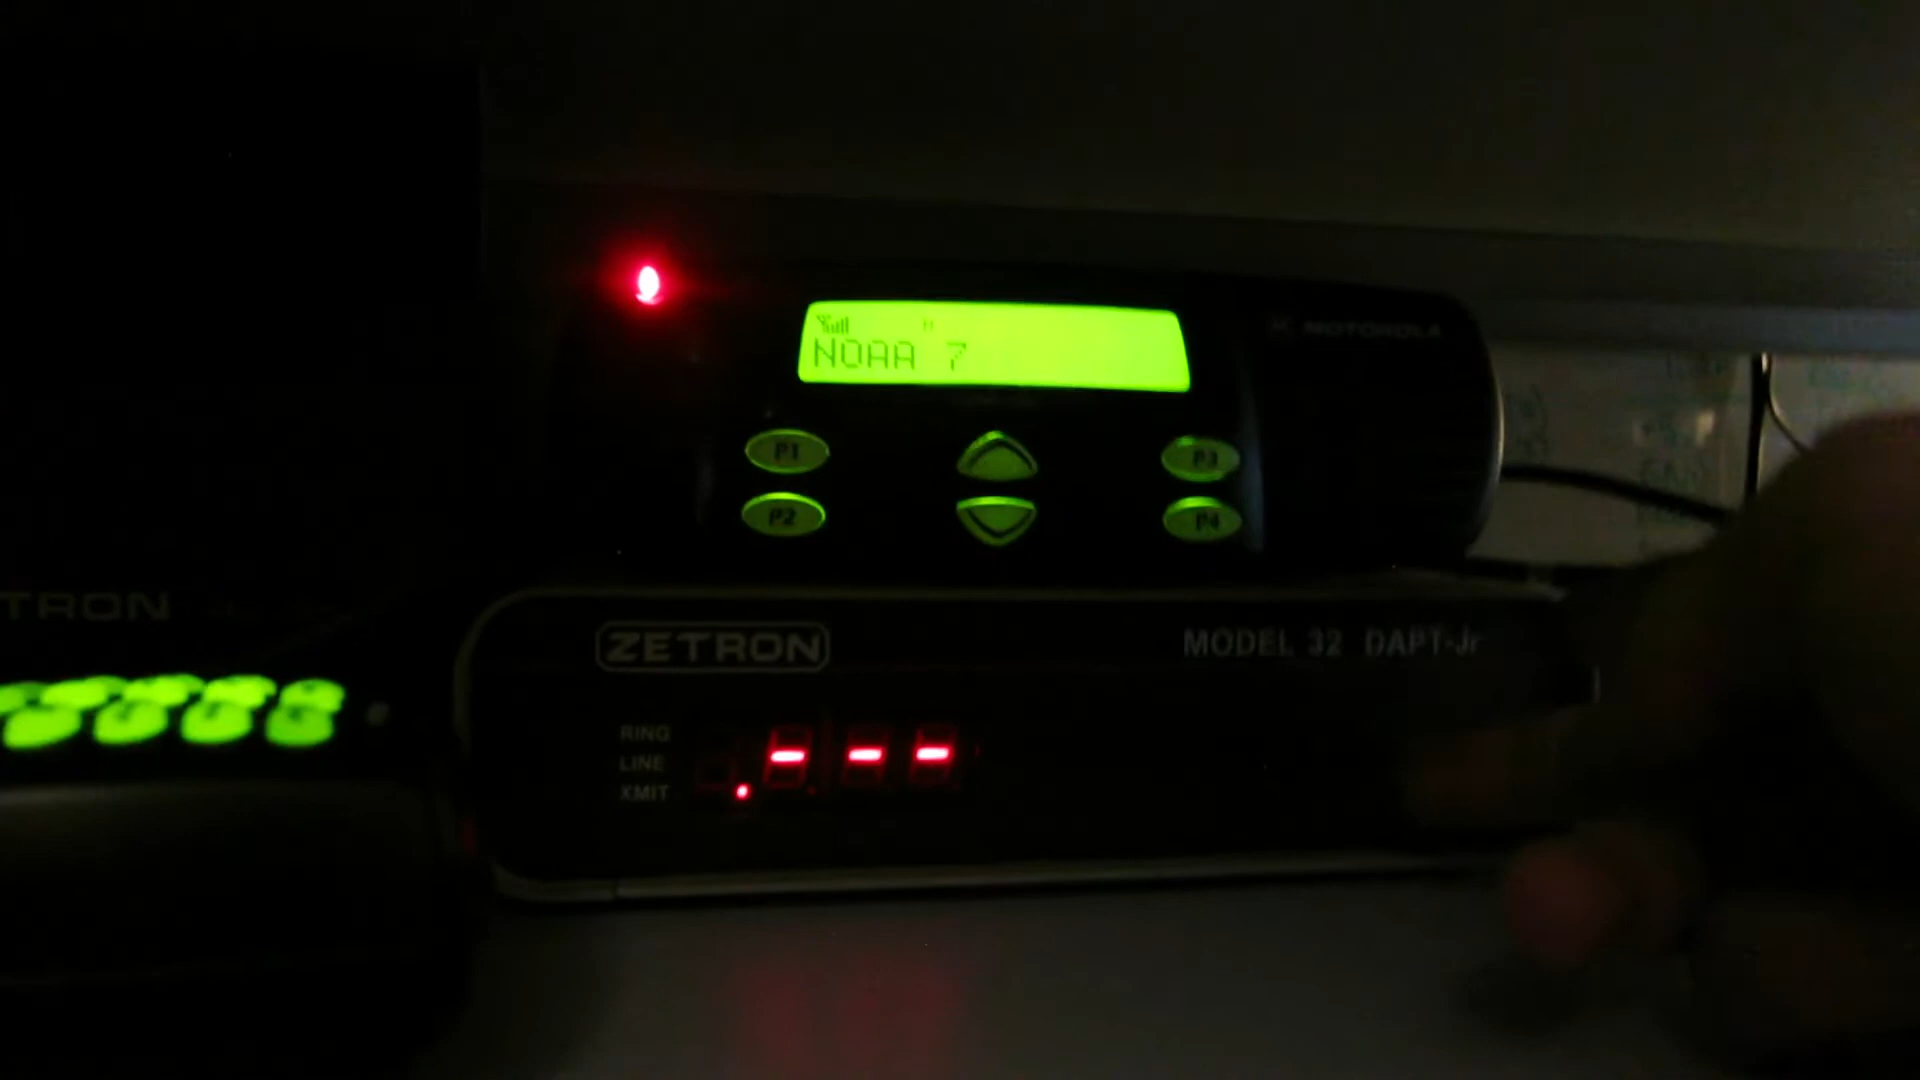 MOTOROLA
NOAA 7
P1
P3
P2
P4
TRON
ZETRON
MODEL 32 DAPT-Jr
RING
LINE
XMIT
---